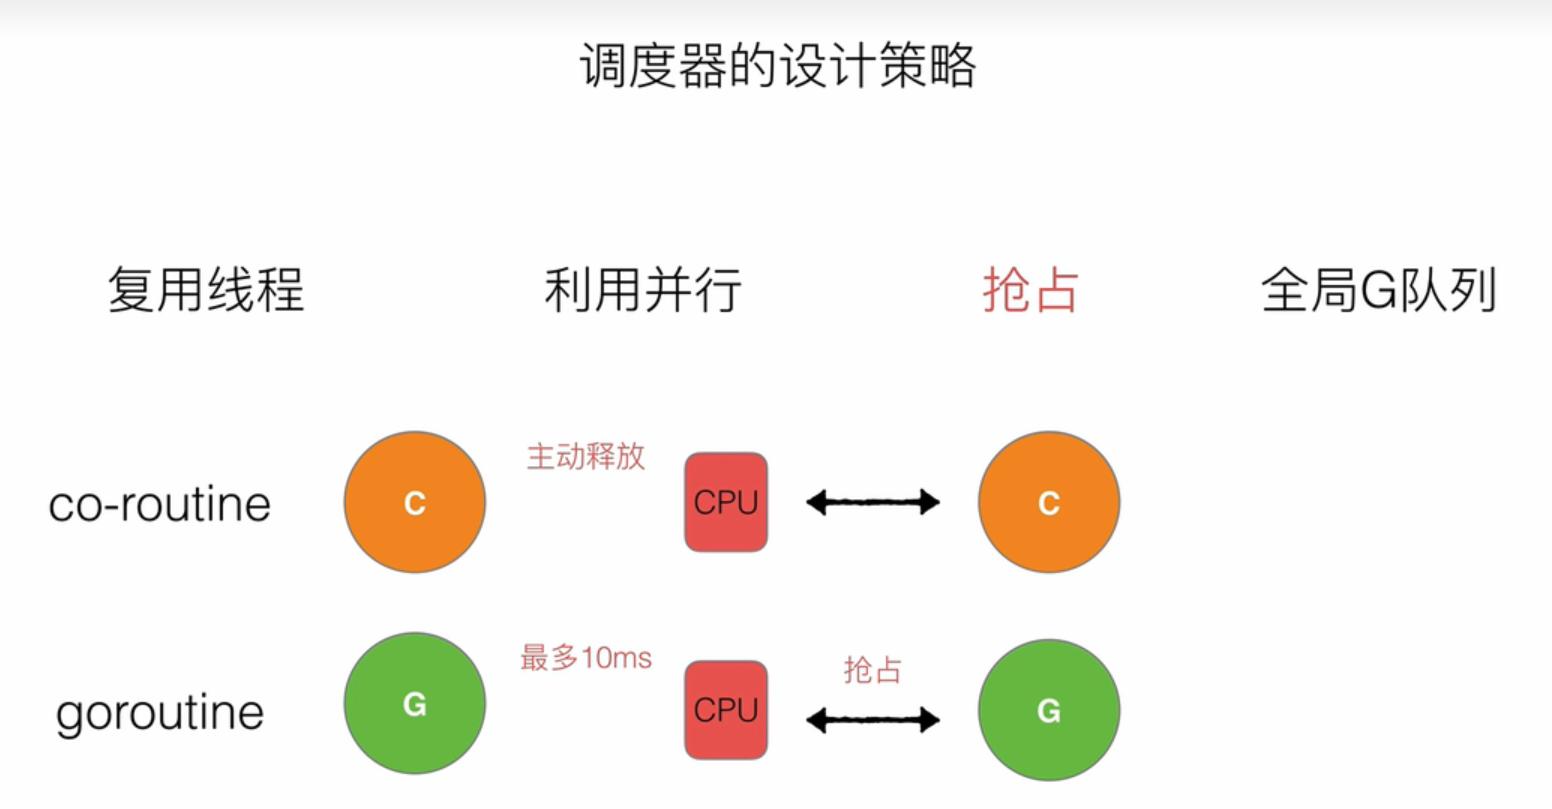 调度器的设计策略
复用线程 利用并行 抢占 全局G队列
主动释放
co-routine C CPU C
最多10ms 抢占
goroutine G CPU G